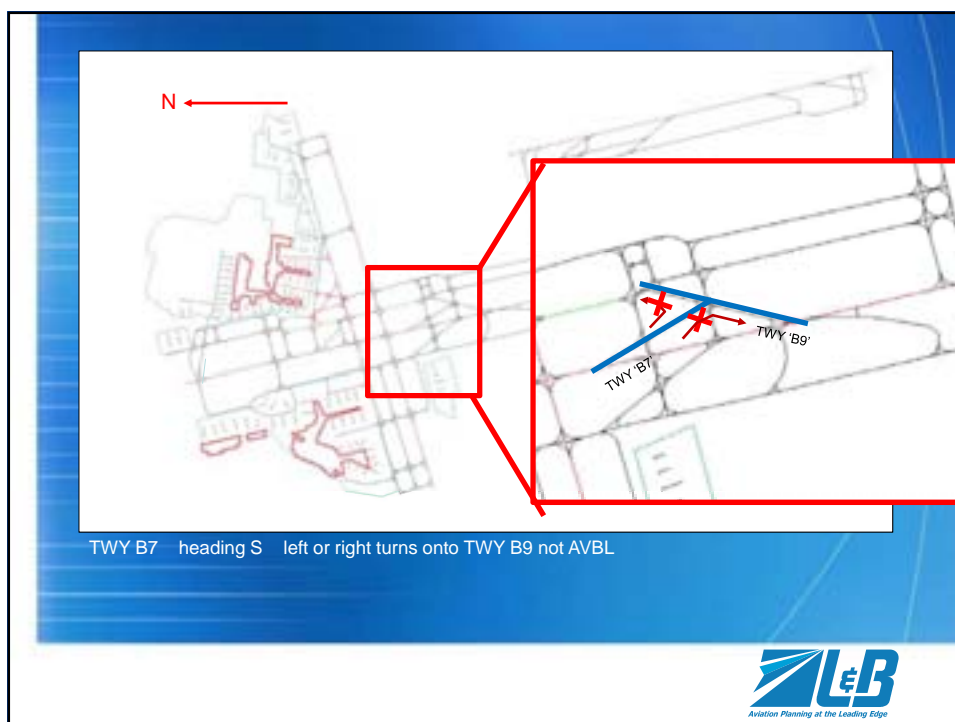 N
TWY 'B9'
TWY 'B7'
TWY B7 heading S left or right turns onto TWY B9 not AVBL
L&B
Aviation Planning at the Leading Edge